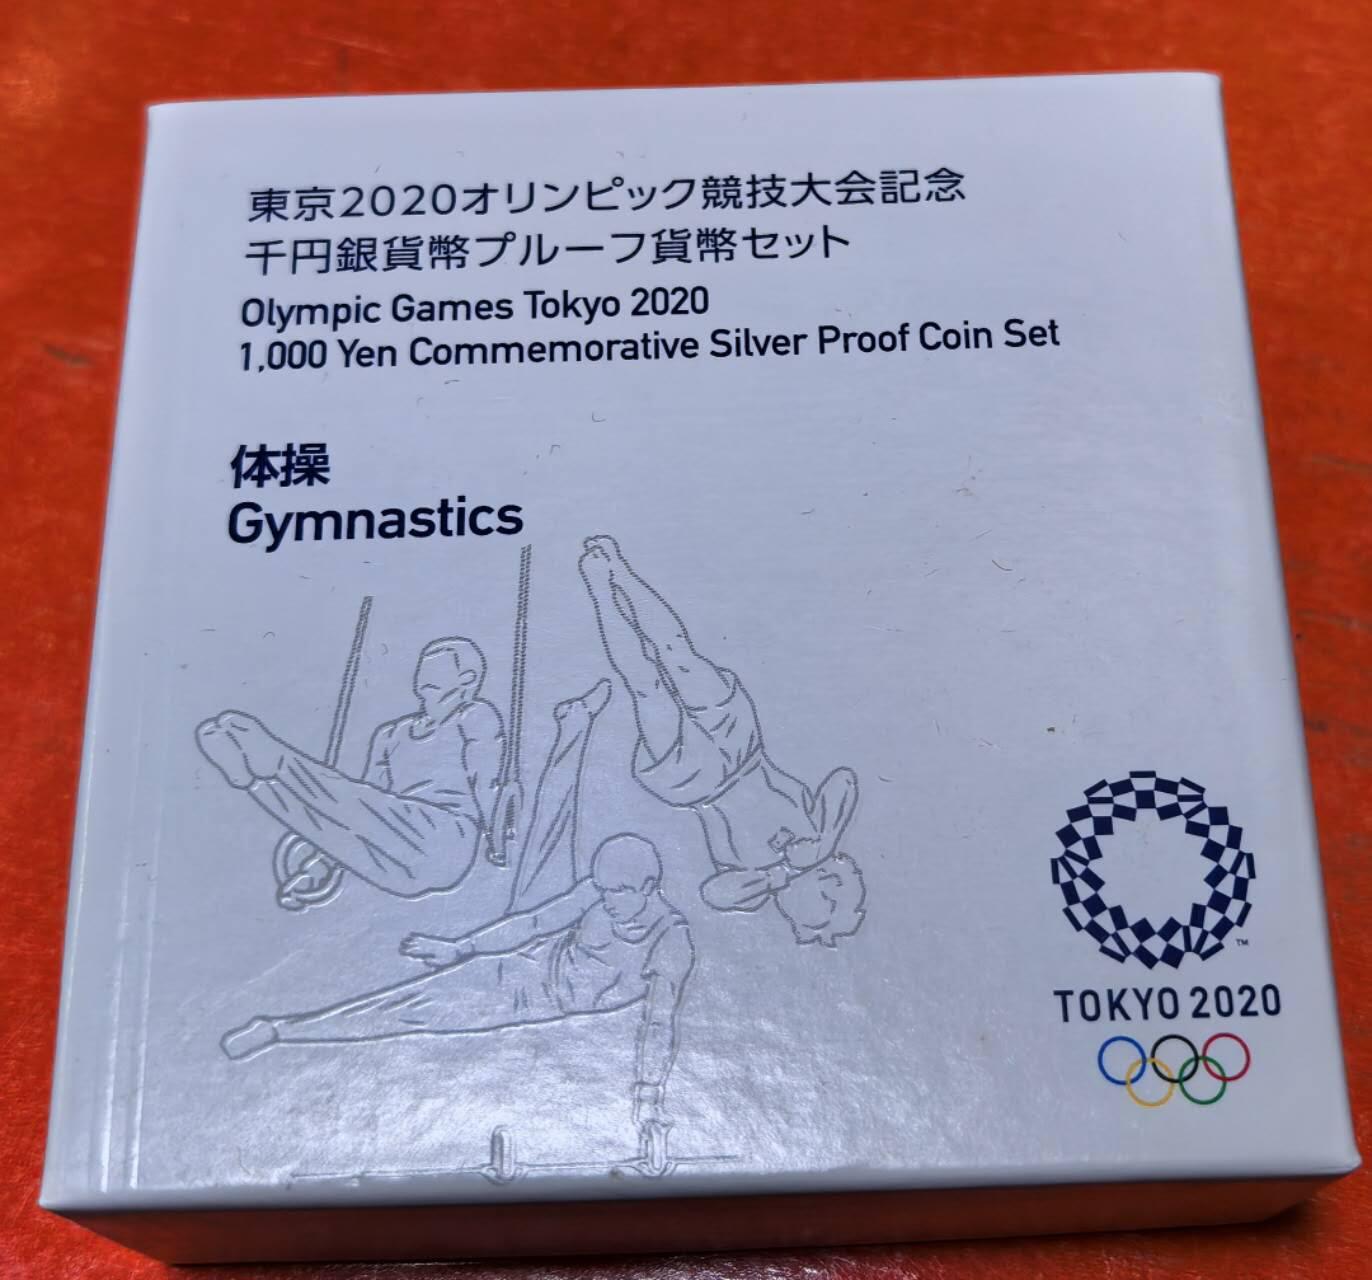 東京2020オリンピック競技大会記念
千円銀貨幣プルーフ貨幣セット
Olympic Games Tokyo 2020
1,000 Yen Commemorative Silver Proof Coin Set
体操
Gymnastics
TM
TOKYO 2020